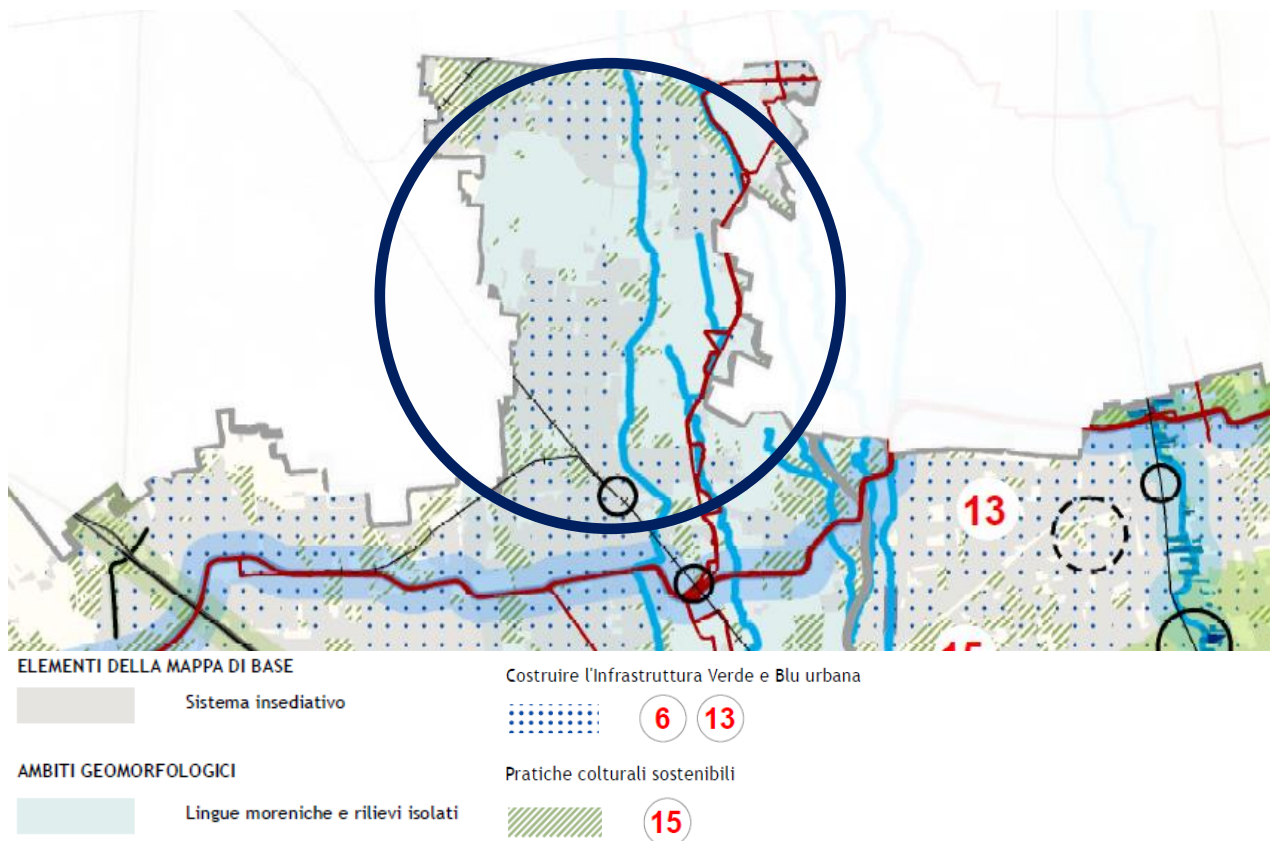 13
15
ELEMENTI DELLA MAPPA DI BASE
Sistema insediativo
AMBITI GEOMORFOLOGICI
Lingue moreniche e rilievi isolati
Costruire l'Infrastruttura Verde e Blu urbana
6 13
Pratiche colturali sostenibili
15